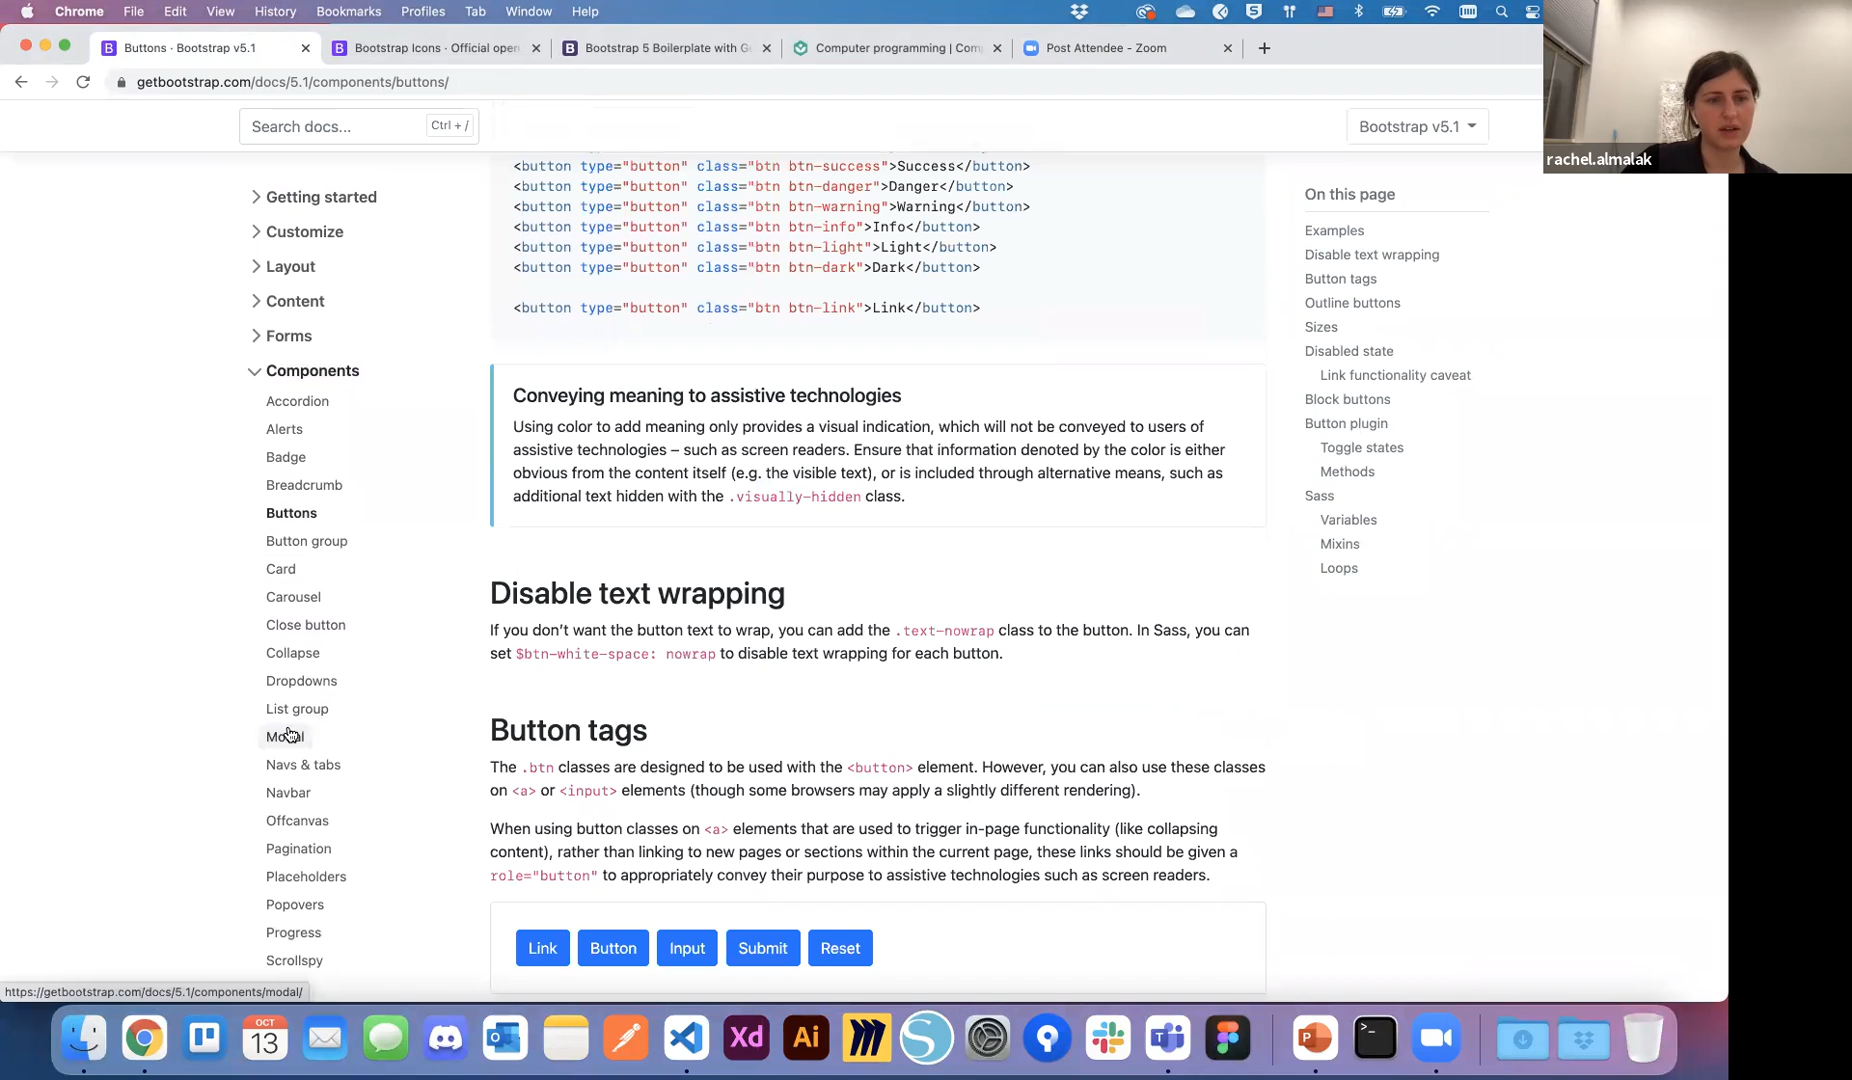 Chrome File Edit View History Bookmarks Profiles Tab Window Help
Buttons · Bootstrap v5.1
Bootstrap Icons · Official open
Bootstrap 5 Boilerplate with Ge
Computer programming | Com
Post Attendee - Zoom
getbootstrap.com/docs/5.1/components/buttons/
rachel.almalak
Search docs... Ctrl + /
Bootstrap v5.1
Getting started
Customize
Layout
Content
Forms
Components
Accordion
Alerts
Badge
Breadcrumb
Buttons
Button group
Card
Carousel
Close button
Collapse
Dropdowns
List group
Modal
Navs & tabs
Navbar
Offcanvas
Pagination
Placeholders
Popovers
Progress
Scrollspy
<button type="button" class="btn btn-success">Success</button>
<button type="button" class="btn btn-danger">Danger</button>
<button type="button" class="btn btn-warning">Warning</button>
<button type="button" class="btn btn-info">Info</button>
<button type="button" class="btn btn-light">Light</button>
<button type="button" class="btn btn-dark">Dark</button>
<button type="button" class="btn btn-link">Link</button>
Conveying meaning to assistive technologies
Using color to add meaning only provides a visual indication, which will not be conveyed to users of
assistive technologies – such as screen readers. Ensure that information denoted by the color is either
obvious from the content itself (e.g. the visible text), or is included through alternative means, such as
additional text hidden with the .visually-hidden class.
Disable text wrapping
If you don't want the button text to wrap, you can add the .text-nowrap class to the button. In Sass, you can
set $btn-white-space: nowrap to disable text wrapping for each button.
Button tags
The .btn classes are designed to be used with the <button> element. However, you can also use these classes
on <a> or <input> elements (though some browsers may apply a slightly different rendering).
When using button classes on <a> elements that are used to trigger in-page functionality (like collapsing
content), rather than linking to new pages or sections within the current page, these links should be given a
role="button" to appropriately convey their purpose to assistive technologies such as screen readers.
Link Button Input Submit Reset
On this page
Examples
Disable text wrapping
Button tags
Outline buttons
Sizes
Disabled state
Link functionality caveat
Block buttons
Button plugin
Toggle states
Methods
Sass
Variables
Mixins
Loops
https://getbootstrap.com/docs/5.1/components/modal/
OCT
13
Xd
Ai